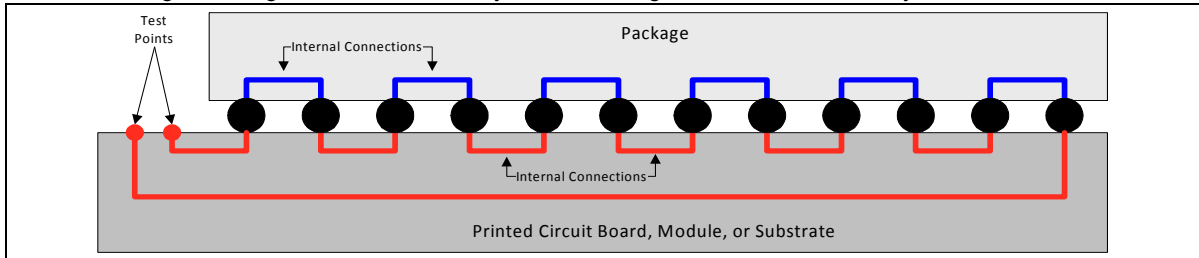 Test
Points
Package
Internal Connections
Internal Connections
Printed Circuit Board, Module, or Substrate